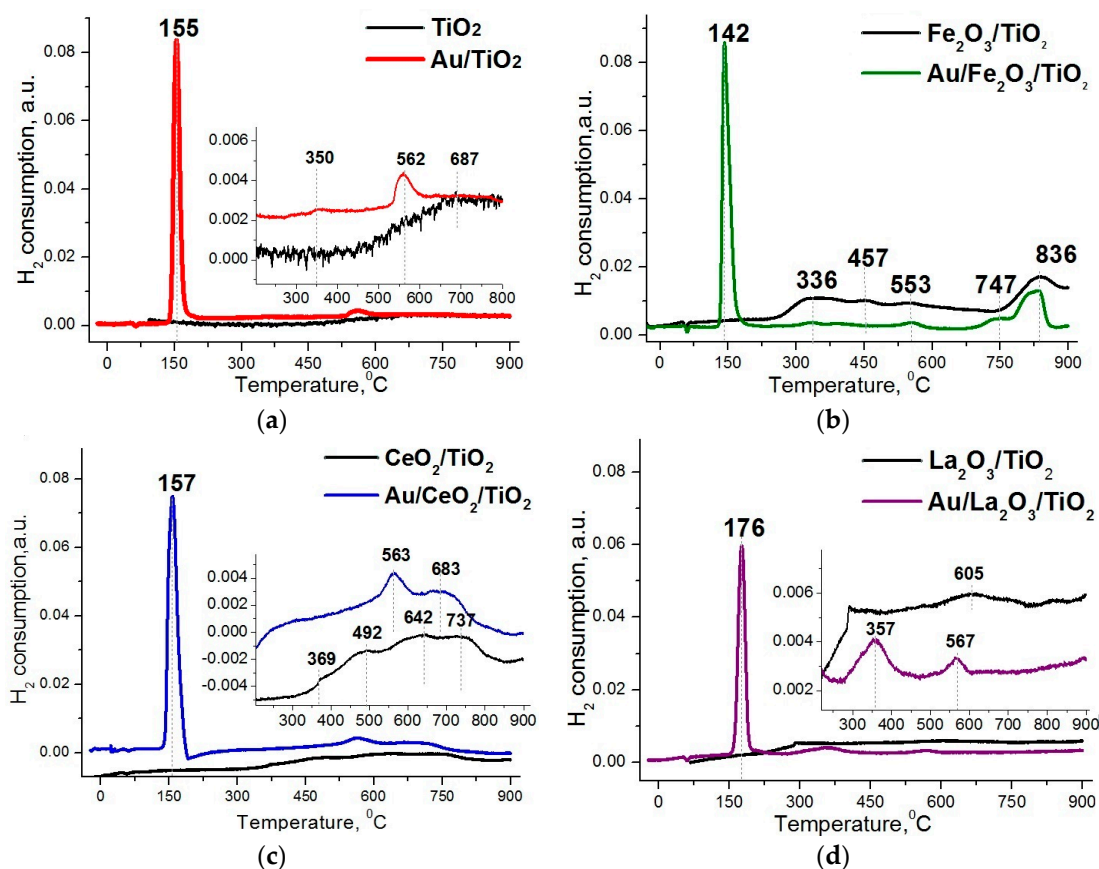 155
TiO2
Au/TiO2
H2 consumption, a.u.
0.08
0.06
0.04
0.02
0.00
0.006
0.004
0.002
0.000
350
562
687
300 400 500 600 700 800
0 150 300 450 600 750 900
Temperature, 0C
(a)
142
Fe2O3/TiO2
Au/Fe2O3/TiO2
H2 consumption,a.u.
0.08
0.06
0.04
0.02
0.00
336
457
553
747
836
0 150 300 450 600 750 900
Temperature, 0C
(b)
157
CeO2/TiO2
Au/CeO2/TiO2
H2 consumption,a.u.
0.08
0.06
0.04
0.02
0.00
0.004
0.002
0.000
-0.002
-0.004
563
683
369
492
642
737
300 400 500 600 700 800 900
0 150 300 450 600 750 900
Temperature, 0C
(c)
176
La2O3/TiO2
Au/La2O3/TiO2
H2 consumption, a.u.
0.08
0.06
0.04
0.02
0.00
0.006
0.004
0.002
605
357
567
300 400 500 600 700 800 900
0 150 300 450 600 750 900
Temperature, 0C
(d)